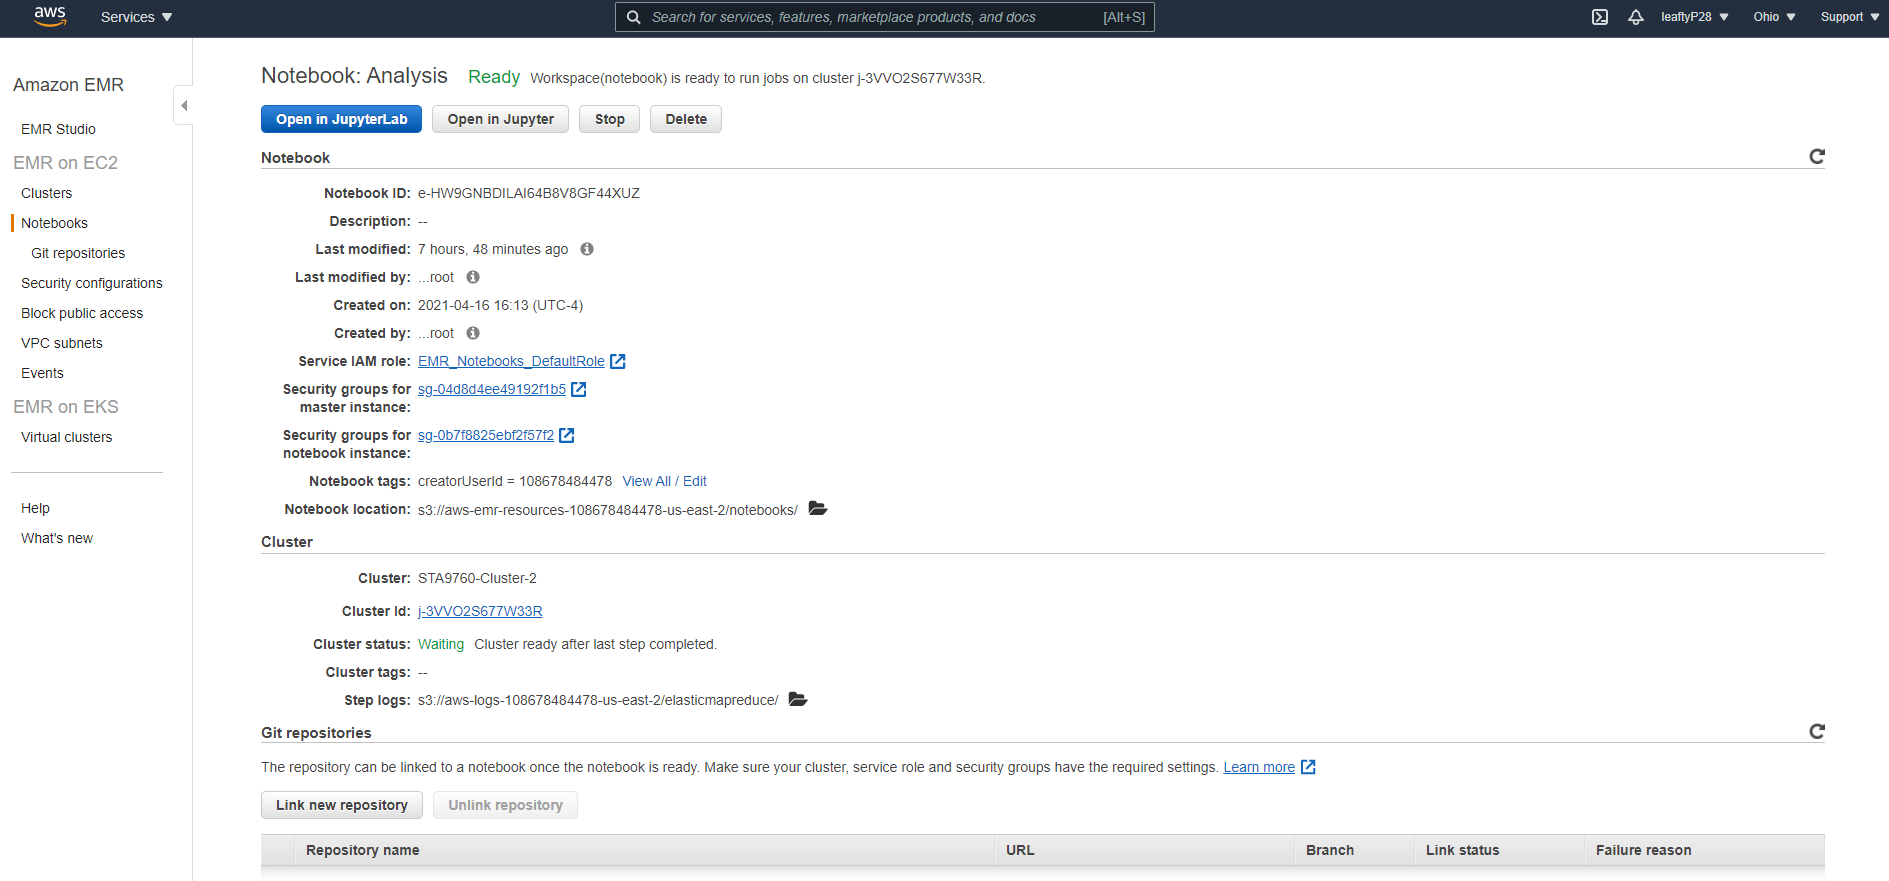 aws Services Search for services, features, marketplace products, and docs [Alt+S] leaftyP28 Ohio Support
Amazon EMR
EMR Studio
EMR on EC2
Clusters
Notebooks
Git repositories
Security configurations
Block public access
VPC subnets
Events
EMR on EKS
Virtual clusters
Help
What's new
Notebook: Analysis Ready Workspace(notebook) is ready to run jobs on cluster j-3VVO2S677W33R.
Open in JupyterLab Open in Jupyter Stop Delete
Notebook
Notebook ID: e-HW9GNBDILAI64B8V8GF44XUZ
Description: --
Last modified: 7 hours, 48 minutes ago
Last modified by: ...root
Created on: 2021-04-16 16:13 (UTC-4)
Created by: ...root
Service IAM role: EMR_Notebooks_DefaultRole
Security groups for sg-04d8d4ee49192f1b5
master instance:
Security groups for sg-0b7f8825ebf2f57f2
notebook instance:
Notebook tags: creatorUserId = 108678484478 View All / Edit
Notebook location: s3://aws-emr-resources-108678484478-us-east-2/notebooks/
Cluster
Cluster: STA9760-Cluster-2
Cluster Id: j-3VVO2S677W33R
Cluster status: Waiting Cluster ready after last step completed.
Cluster tags: --
Step logs: s3://aws-logs-108678484478-us-east-2/elasticmapreduce/
Git repositories
The repository can be linked to a notebook once the notebook is ready. Make sure your cluster, service role and security groups have the required settings. Learn more
Link new repository Unlink repository
Repository name URL Branch Link status Failure reason